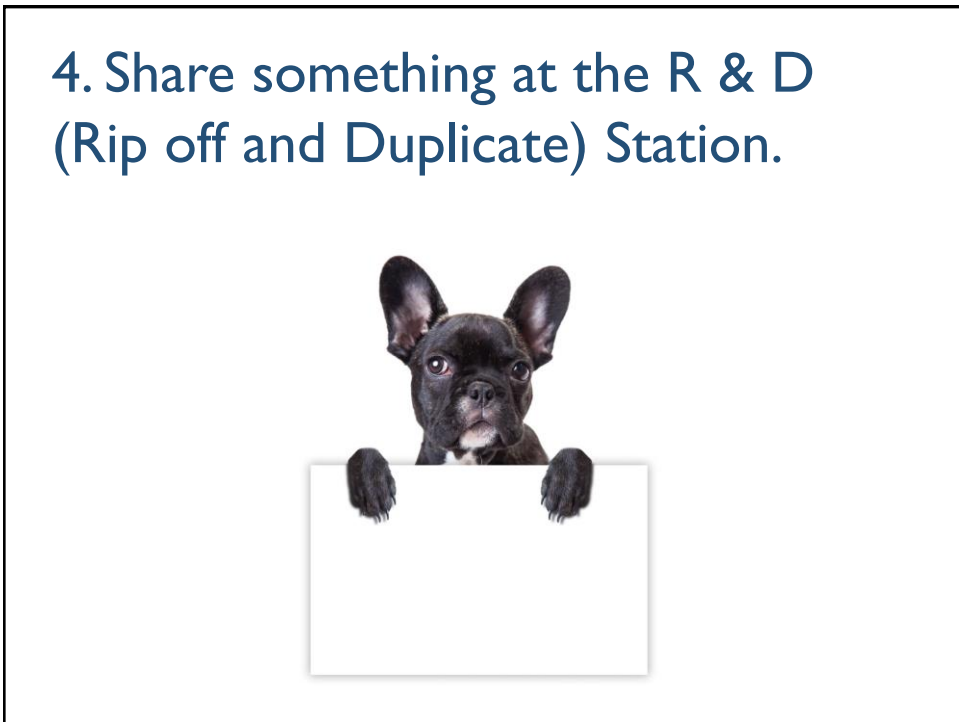 4. Share something at the R & D
(Rip off and Duplicate) Station.